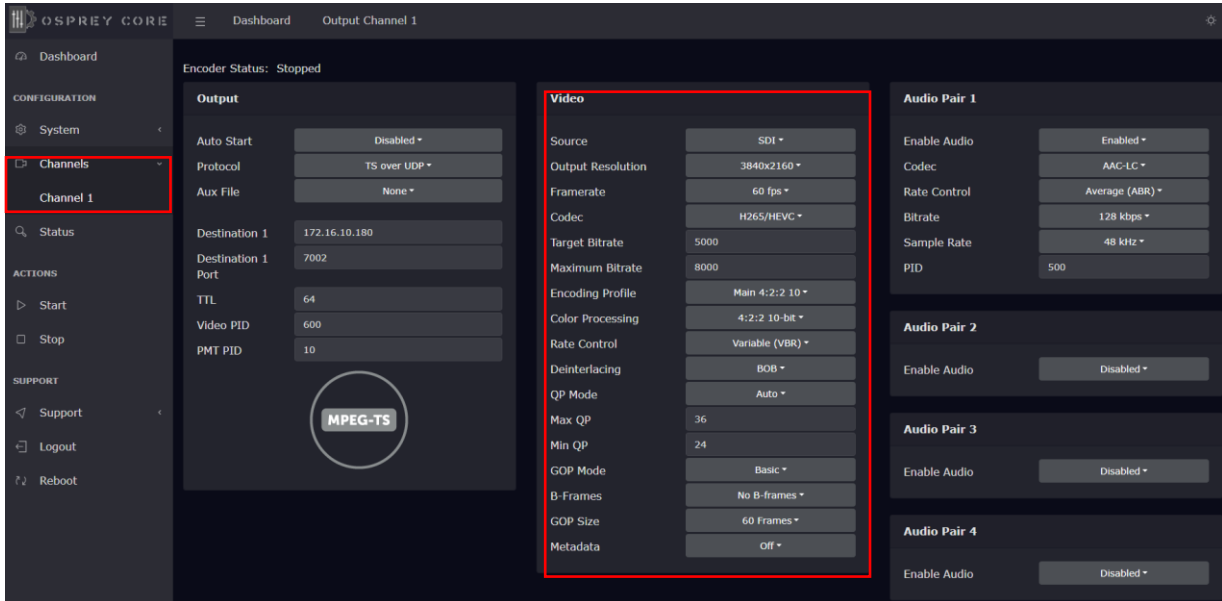 OSPREY CORE
Dashboard
Output Channel 1
Dashboard
CONFIGURATION
System
Channels
Channel 1
Status
ACTIONS
Start
Stop
SUPPORT
Support
Logout
Reboot
Encoder Status: Stopped
Output
Auto Start Disabled
Protocol TS over UDP
Aux File None
Destination 1 172.16.10.180
Destination 1
Port 7002
TTL 64
Video PID 600
PMT PID 10
MPEG-TS
Video
Source SDI
Output Resolution 3840x2160
Framerate 60 fps
Codec H265/HEVC
Target Bitrate 5000
Maximum Bitrate 8000
Encoding Profile Main 4:2:2 10
Color Processing 4:2:2 10-bit
Rate Control Variable (VBR)
Deinterlacing BOB
QP Mode Auto
Max QP 36
Min QP 24
GOP Mode Basic
B-Frames No B-frames
GOP Size 60 Frames
Metadata Off
Audio Pair 1
Enable Audio Enabled
Codec AAC-LC
Rate Control Average (ABR)
Bitrate 128 kbps
Sample Rate 48 kHz
PID 500
Audio Pair 2
Enable Audio Disabled
Audio Pair 3
Enable Audio Disabled
Audio Pair 4
Enable Audio Disabled